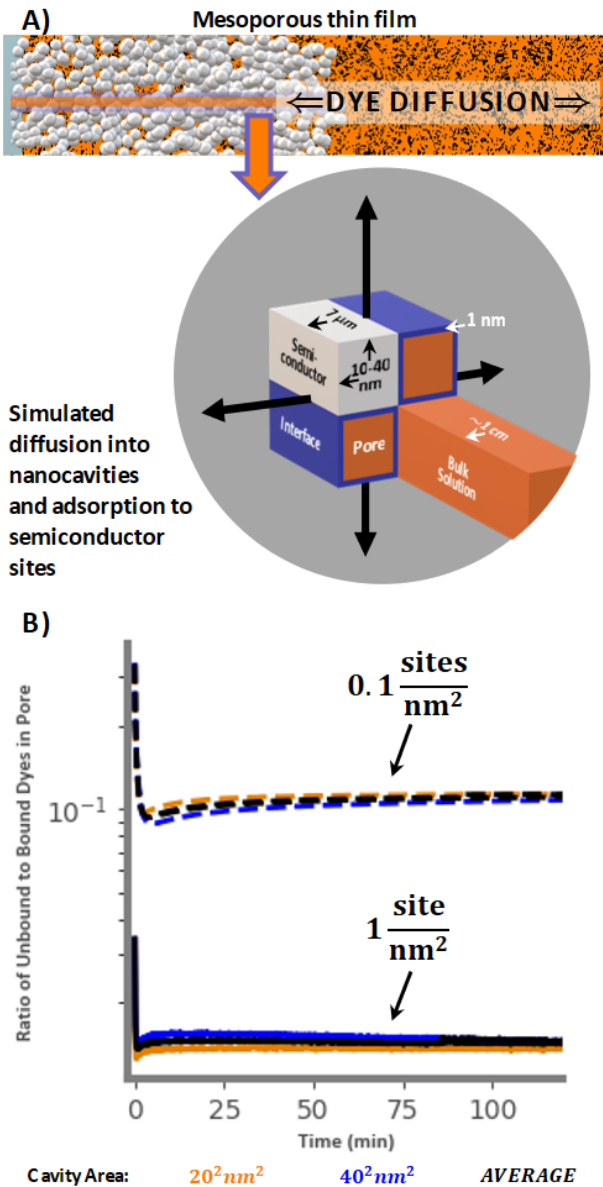 A)
Mesoporous thin film
⇐DYE DIFFUSION⇒
7 μm
1 nm
Semi-
conductor
10-40
nm
Interface
Pore
~1 cm
Bulk
Solution
Simulated
diffusion into
nanocavities
and adsorption to
semiconductor
sites
B)
Ratio of Unbound to Bound Dyes in Pore
10⁻¹
0.1 sites
nm²
1 site
nm²
0 25 50 75 100
Time (min)
Cavity Area: 20²nm² 40²nm² AVERAGE